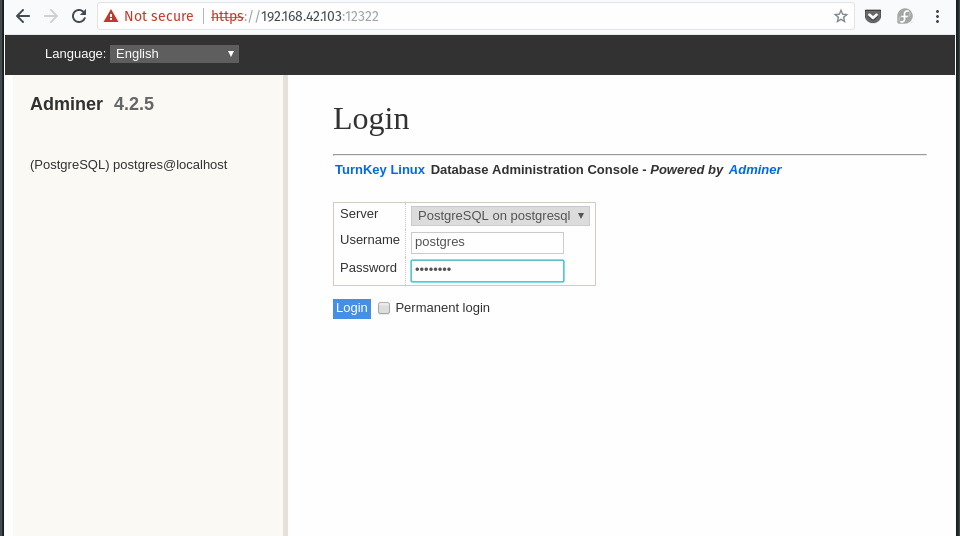 Not secure https://192.168.42.103:12322
Language: English
Adminer 4.2.5
(PostgreSQL) postgres@localhost
Login
TurnKey Linux Database Administration Console - Powered by Adminer
Server PostgreSQL on postgresql
Username postgres
Password ••••••••
Login Permanent login